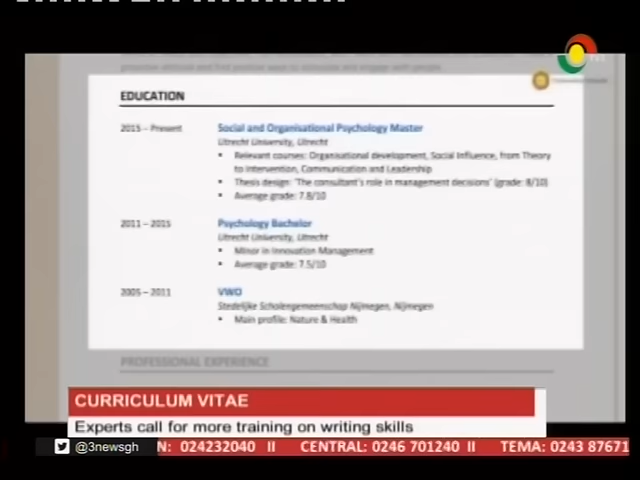 EDUCATION
2015 – Present
Social and Organisational Psychology Master
Utrecht University, Utrecht
Relevant courses: Organisational development, Social Influence, from Theory
to Intervention, Communication and Leadership
Thesis design: 'The consultant's role in management decisions' (grade: 8/10)
Average grade: 7.8/10
2011 – 2015
Psychology Bachelor
Utrecht University, Utrecht
Minor in Innovation Management
Average grade: 7.5/10
2005 – 2011
VWO
Stedelijke Scholengemeenschap Nijmegen, Nijmegen
Main profile: Nature & Health
PROFESSIONAL EXPERIENCE
CURRICULUM VITAE
Experts call for more training on writing skills
@3newsgh
N: 024232040 II CENTRAL: 0246 701240 II TEMA: 0243 87671